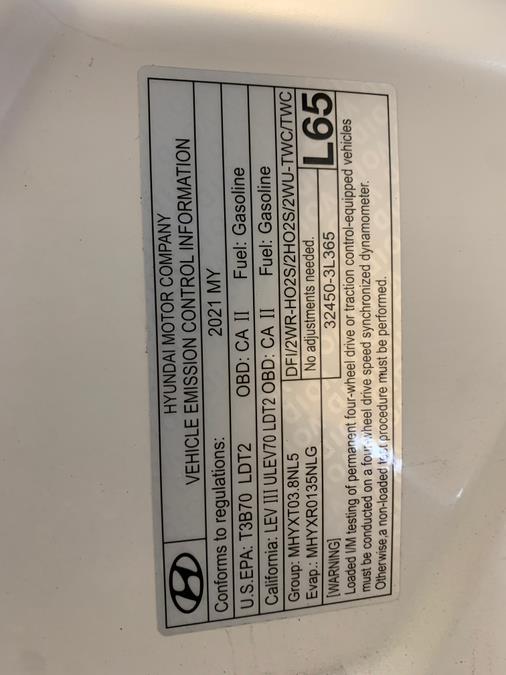 HYUNDAI MOTOR COMPANY
VEHICLE EMISSION CONTROL INFORMATION
Conforms to regulations: 2021 MY
U.S.EPA: T3B70 LDT2 OBD: CA II Fuel: Gasoline
California: LEV III ULEV70 LDT2 OBD: CA II Fuel: Gasoline
Group: MHYXT03.8NL5 DFI/2WR-HO2S/2HO2S/2WU-TWC/TWC
Evap.: MHYXR0135NLG No adjustments needed.
[WARNING] 32450-3L365 L65
Loaded I/M testing of permanent four-wheel drive or traction control-equipped vehicles
must be conducted on a four-wheel drive speed synchronized dynamometer.
Otherwise,a non-loaded test procedure must be performed.